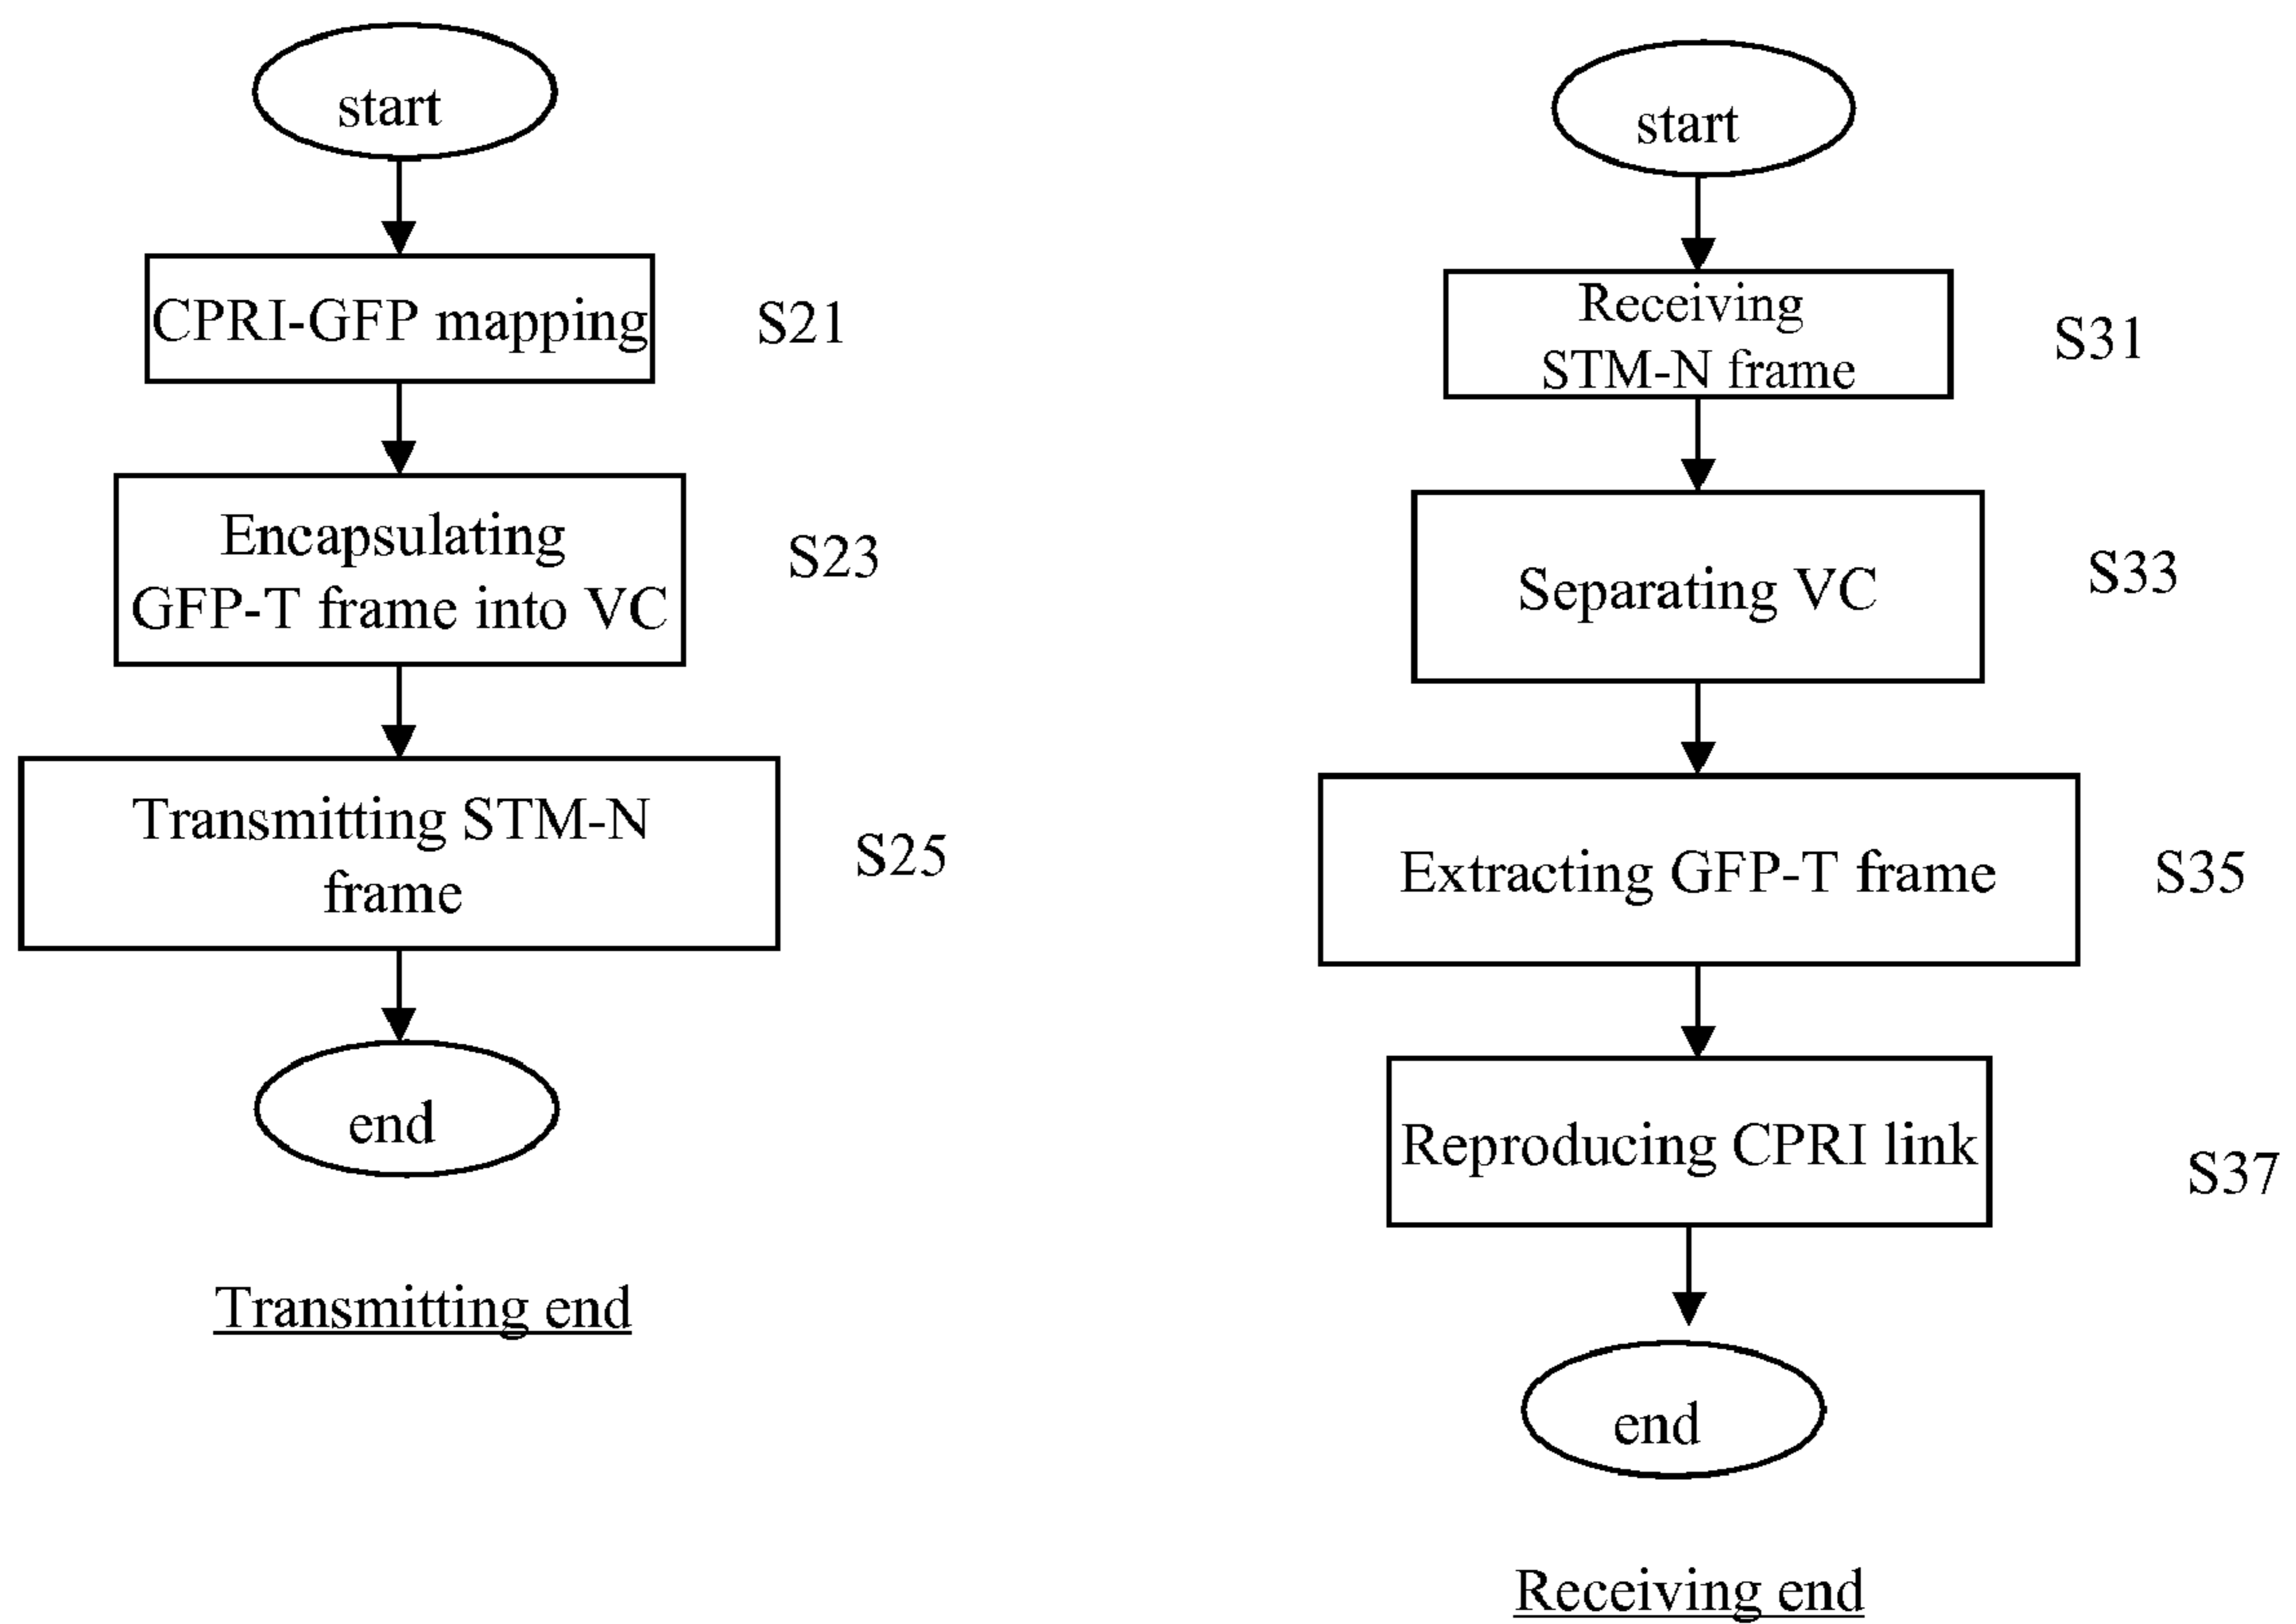 start
CPRI-GFP mapping
S21
Encapsulating
GFP-T frame into VC
S23
Transmitting STM-N
frame
S25
end
Transmitting end
start
Receiving
STM-N frame
S31
Separating VC
S33
Extracting GFP-T frame
S35
Reproducing CPRI link
S37
end
Receiving end